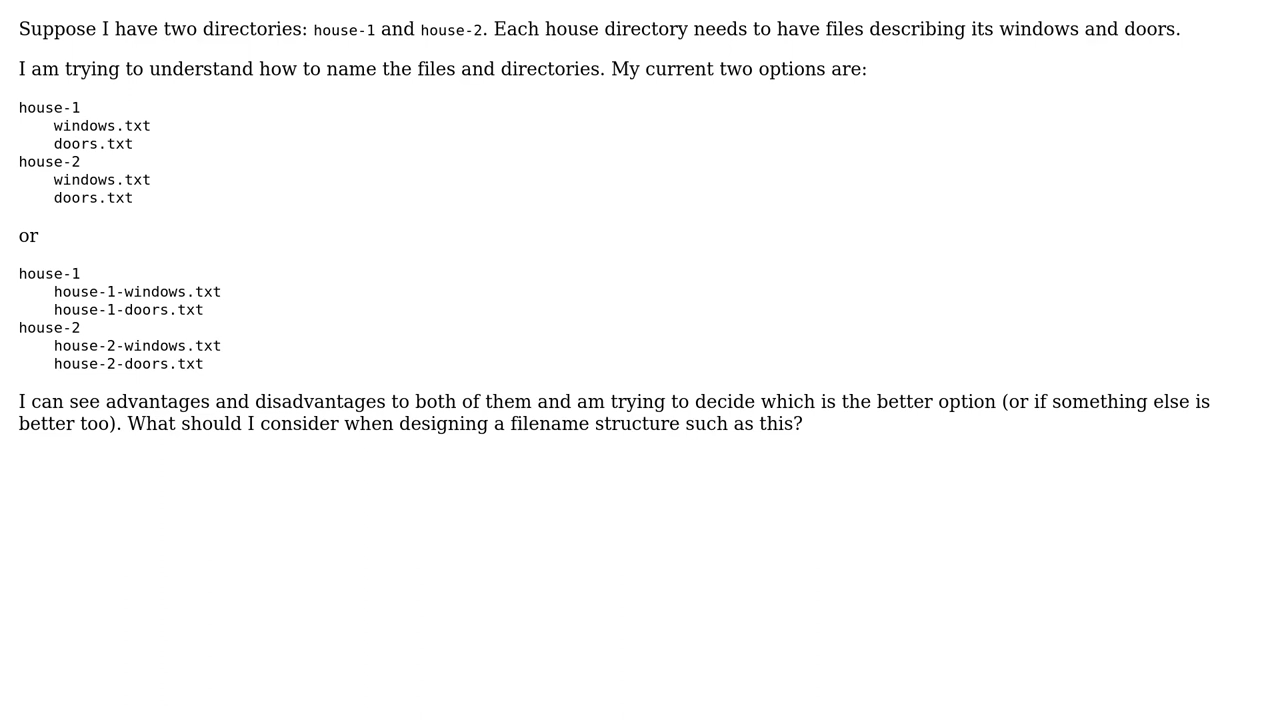 Suppose I have two directories: house-1 and house-2. Each house directory needs to have files describing its windows and doors.
I am trying to understand how to name the files and directories. My current two options are:
house-1
    windows.txt
    doors.txt
house-2
    windows.txt
    doors.txt
or
house-1
    house-1-windows.txt
    house-1-doors.txt
house-2
    house-2-windows.txt
    house-2-doors.txt
I can see advantages and disadvantages to both of them and am trying to decide which is the better option (or if something else is
better too). What should I consider when designing a filename structure such as this?